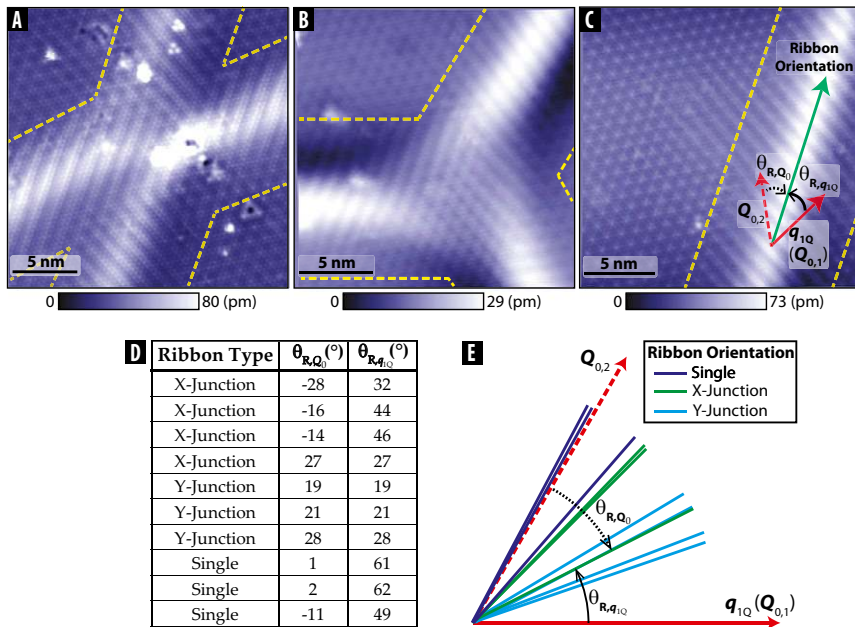 A
5 nm
0 80 (pm)
B
5 nm
0 29 (pm)
C
Ribbon
Orientation
θR,Q0
θR,q1Q
Q0,2
q1Q
(Q0,1)
5 nm
0 73 (pm)
D
Ribbon Type θR,Q0(°) θR,q1Q(°)
X-Junction -28 32
X-Junction -16 44
X-Junction -14 46
X-Junction 27 27
Y-Junction 19 19
Y-Junction 21 21
Y-Junction 28 28
Single 1 61
Single 2 62
Single -11 49
E
Q0,2
Ribbon Orientation
Single
X-Junction
Y-Junction
θR,Q0
θR,q1Q
q1Q (Q0,1)